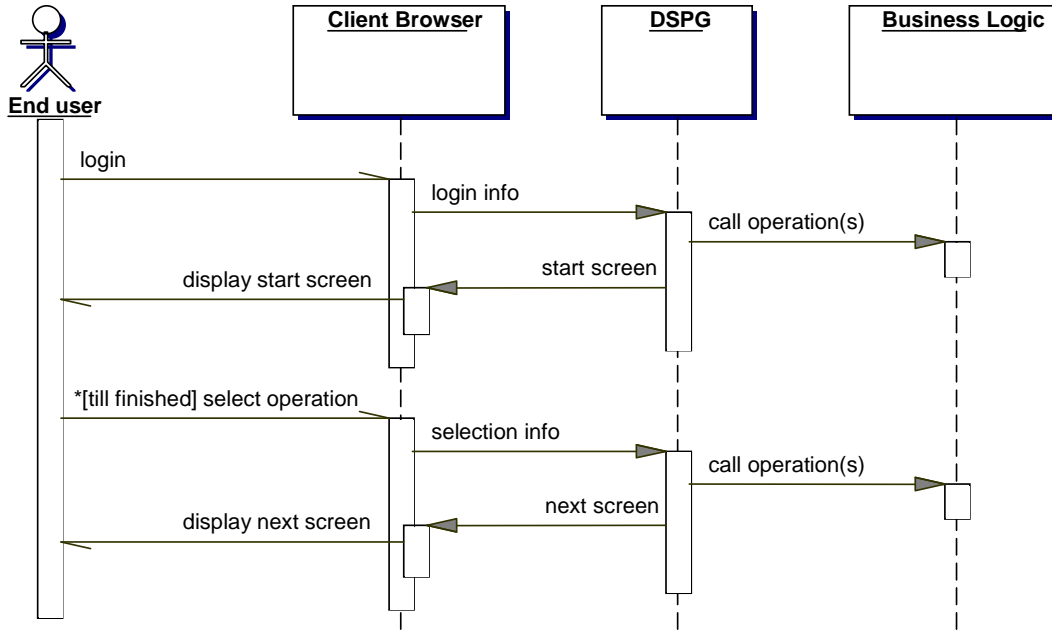 Client Browser
DSPG
Business Logic
End user
login
login info
call operation(s)
start screen
display start screen
*[till finished] select operation
selection info
call operation(s)
next screen
display next screen